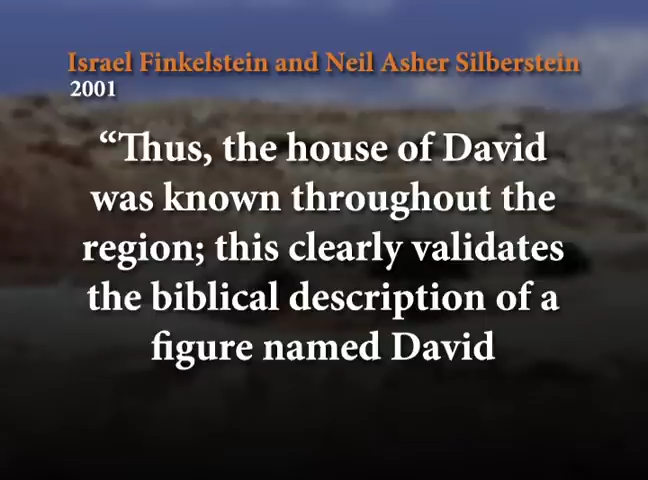 Israel Finkelstein and Neil Asher Silberstein
2001
“Thus, the house of David
was known throughout the
region; this clearly validates
the biblical description of a
figure named David